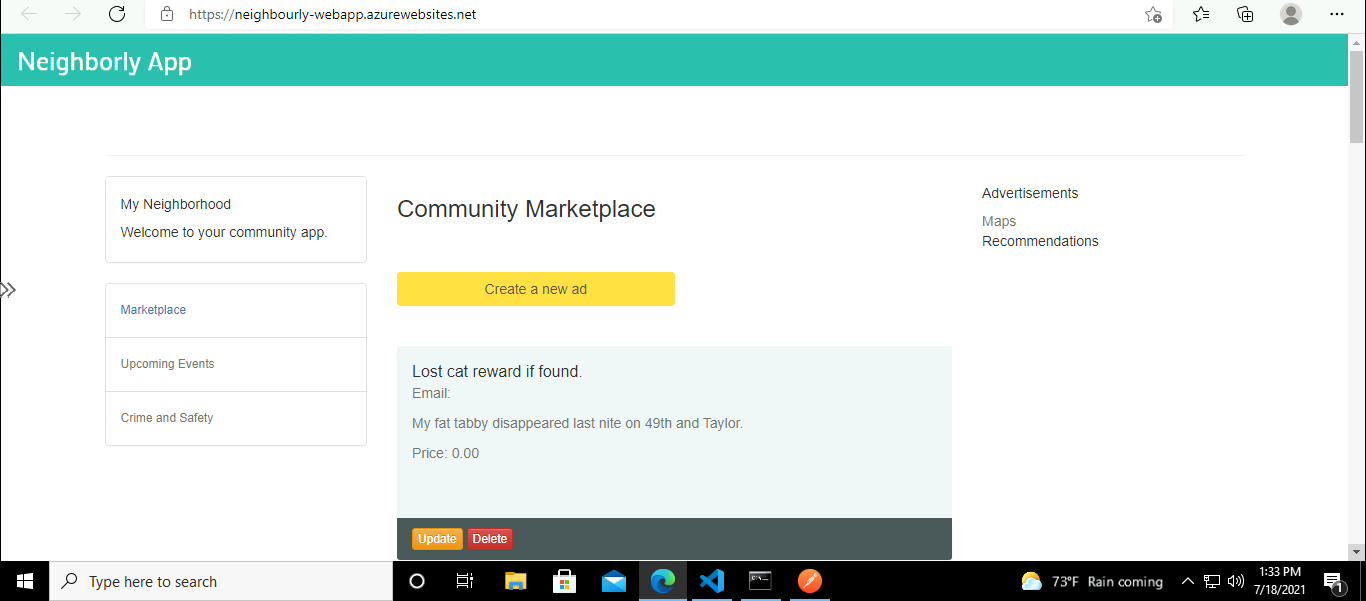 https://neighbourly-webapp.azurewebsites.net
Neighborly App
My Neighborhood
Welcome to your community app.
Marketplace
Upcoming Events
Crime and Safety
Community Marketplace
Create a new ad
Lost cat reward if found.
Email:
My fat tabby disappeared last nite on 49th and Taylor.
Price: 0.00
Update Delete
Advertisements
Maps
Recommendations
Type here to search
73°F Rain coming
1:33 PM
7/18/2021
1